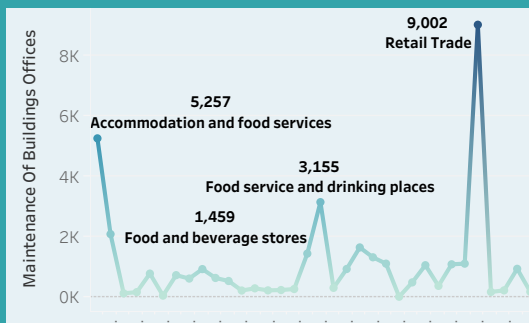 Maintenance Of Buildings Offices
9,002
Retail Trade
8K
5,257
6K
Accommodation and food services
4K
3,155
Food service and drinking places
1,459
2K
Food and beverage stores
0K